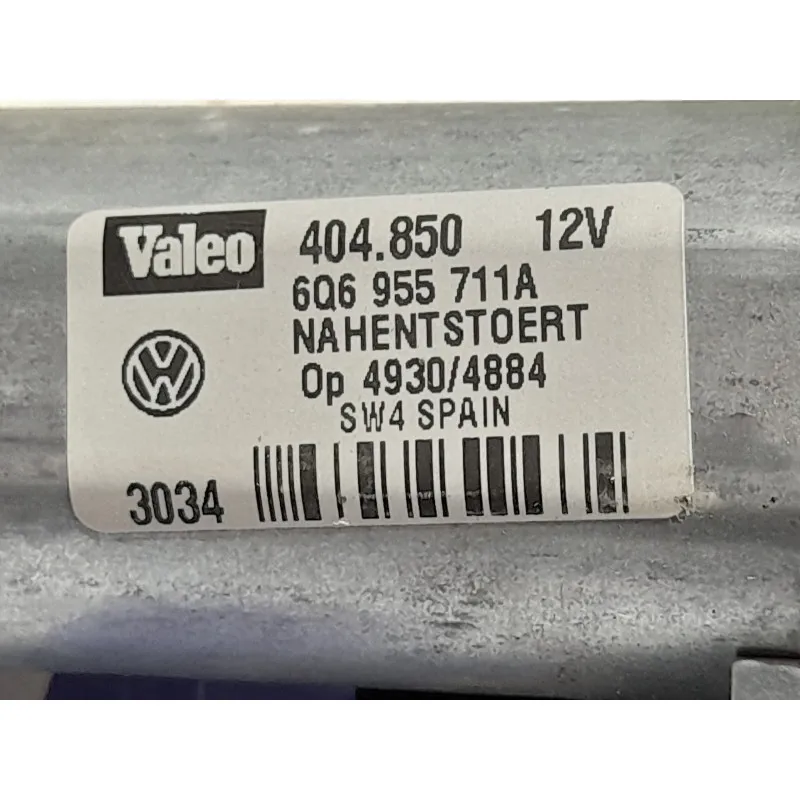 Valeo 404.850 12V
6Q6 955 711A
NAHENTSTOERT
Op 4930/4884
SW4 SPAIN
3034